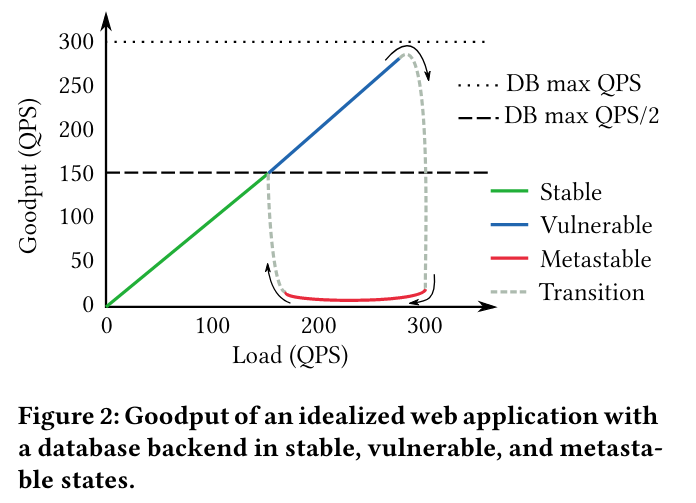 300
250
200
150
100
50
0
Goodput (QPS)
0
100
200
300
Load (QPS)
DB max QPS
DB max QPS/2
Stable
Vulnerable
Metastable
Transition
Figure 2: Goodput of an idealized web application with
a database backend in stable, vulnerable, and metasta-
ble states.